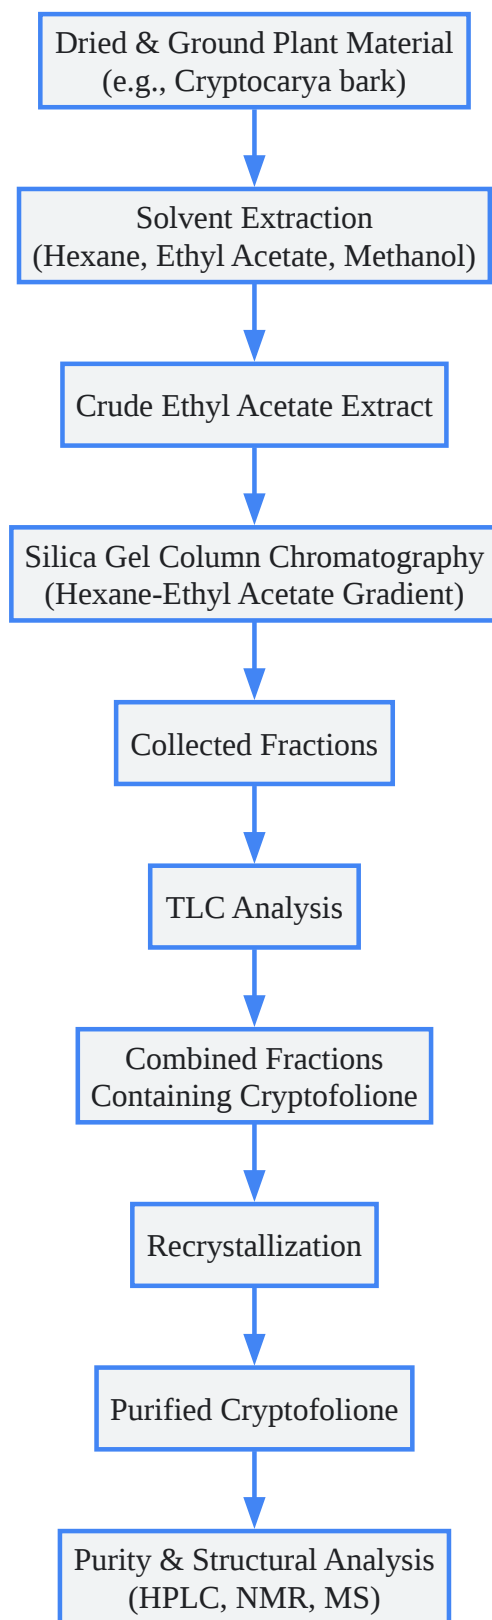 Dried & Ground Plant Material
(e.g., Cryptocarya bark)
Solvent Extraction
(Hexane, Ethyl Acetate, Methanol)
Crude Ethyl Acetate Extract
Silica Gel Column Chromatography
(Hexane-Ethyl Acetate Gradient)
Collected Fractions
TLC Analysis
Combined Fractions
Containing Cryptofolione
Recrystallization
Purified Cryptofolione
Purity & Structural Analysis
(HPLC, NMR, MS)